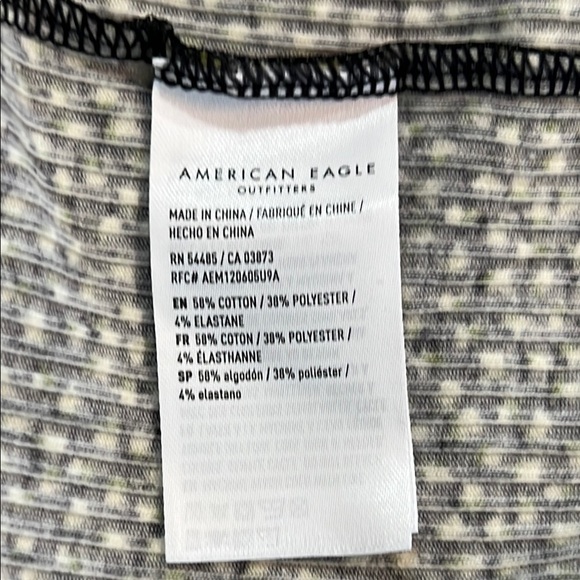 AMERICAN EAGLE
OUTFITTERS
MADE IN CHINA / FABRIQUÉ EN CHINE /
HECHO EN CHINA
RN 54485 / CA 03873
RFC# AEM120605U9A
EN 58% COTTON / 38% POLYESTER /
4% ELASTANE
FR 58% COTON / 38% POLYESTER /
4% ÉLASTHANNE
SP 58% algodón / 38% poliéster /
4% elastano